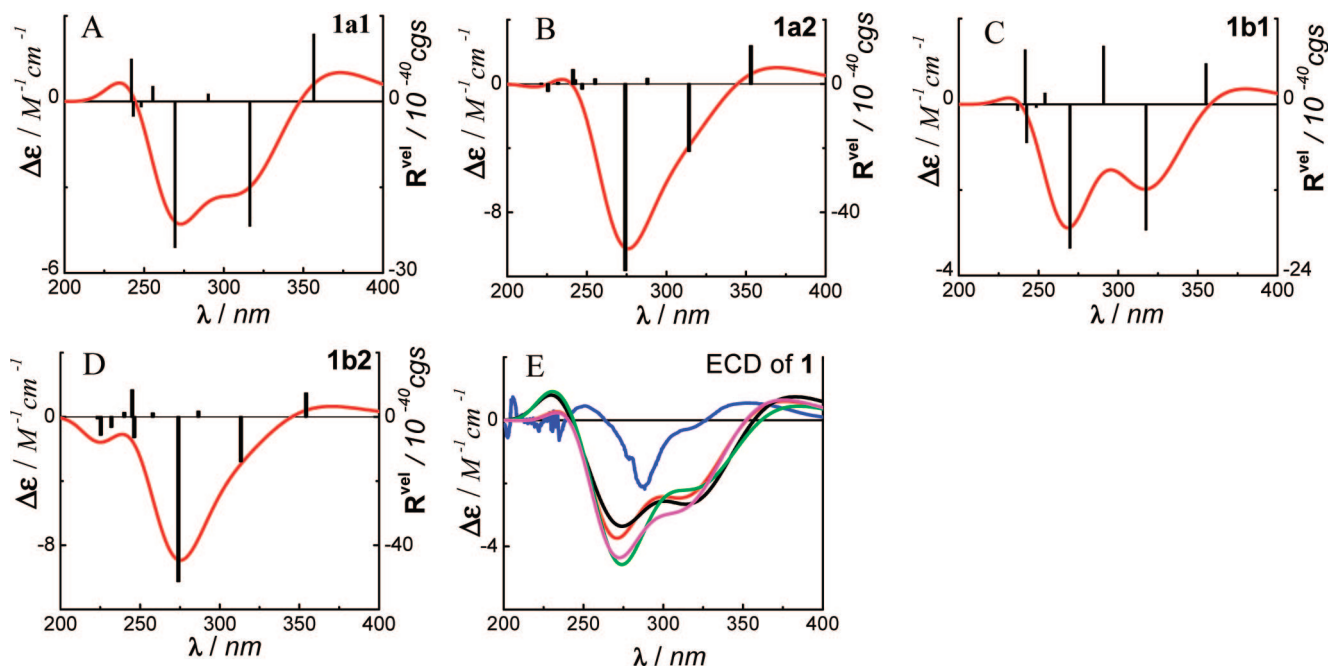 A 1a1
Δε / M⁻¹cm⁻¹
0
-6
0
-30
R^vel / 10⁻⁴⁰cgs
200 250 300 350 400
λ / nm
B 1a2
Δε / M⁻¹cm⁻¹
0
-8
0
-40
R^vel / 10⁻⁴⁰cgs
200 250 300 350 400
λ / nm
C 1b1
Δε / M⁻¹cm⁻¹
0
-4
0
-24
R^vel / 10⁻⁴⁰cgs
200 250 300 350 400
λ / nm
D 1b2
Δε / M⁻¹cm⁻¹
0
-8
0
-40
R^vel / 10⁻⁴⁰cgs
200 250 300 350 400
λ / nm
E ECD of 1
Δε / M⁻¹cm⁻¹
0
-4
200 250 300 350 400
λ / nm